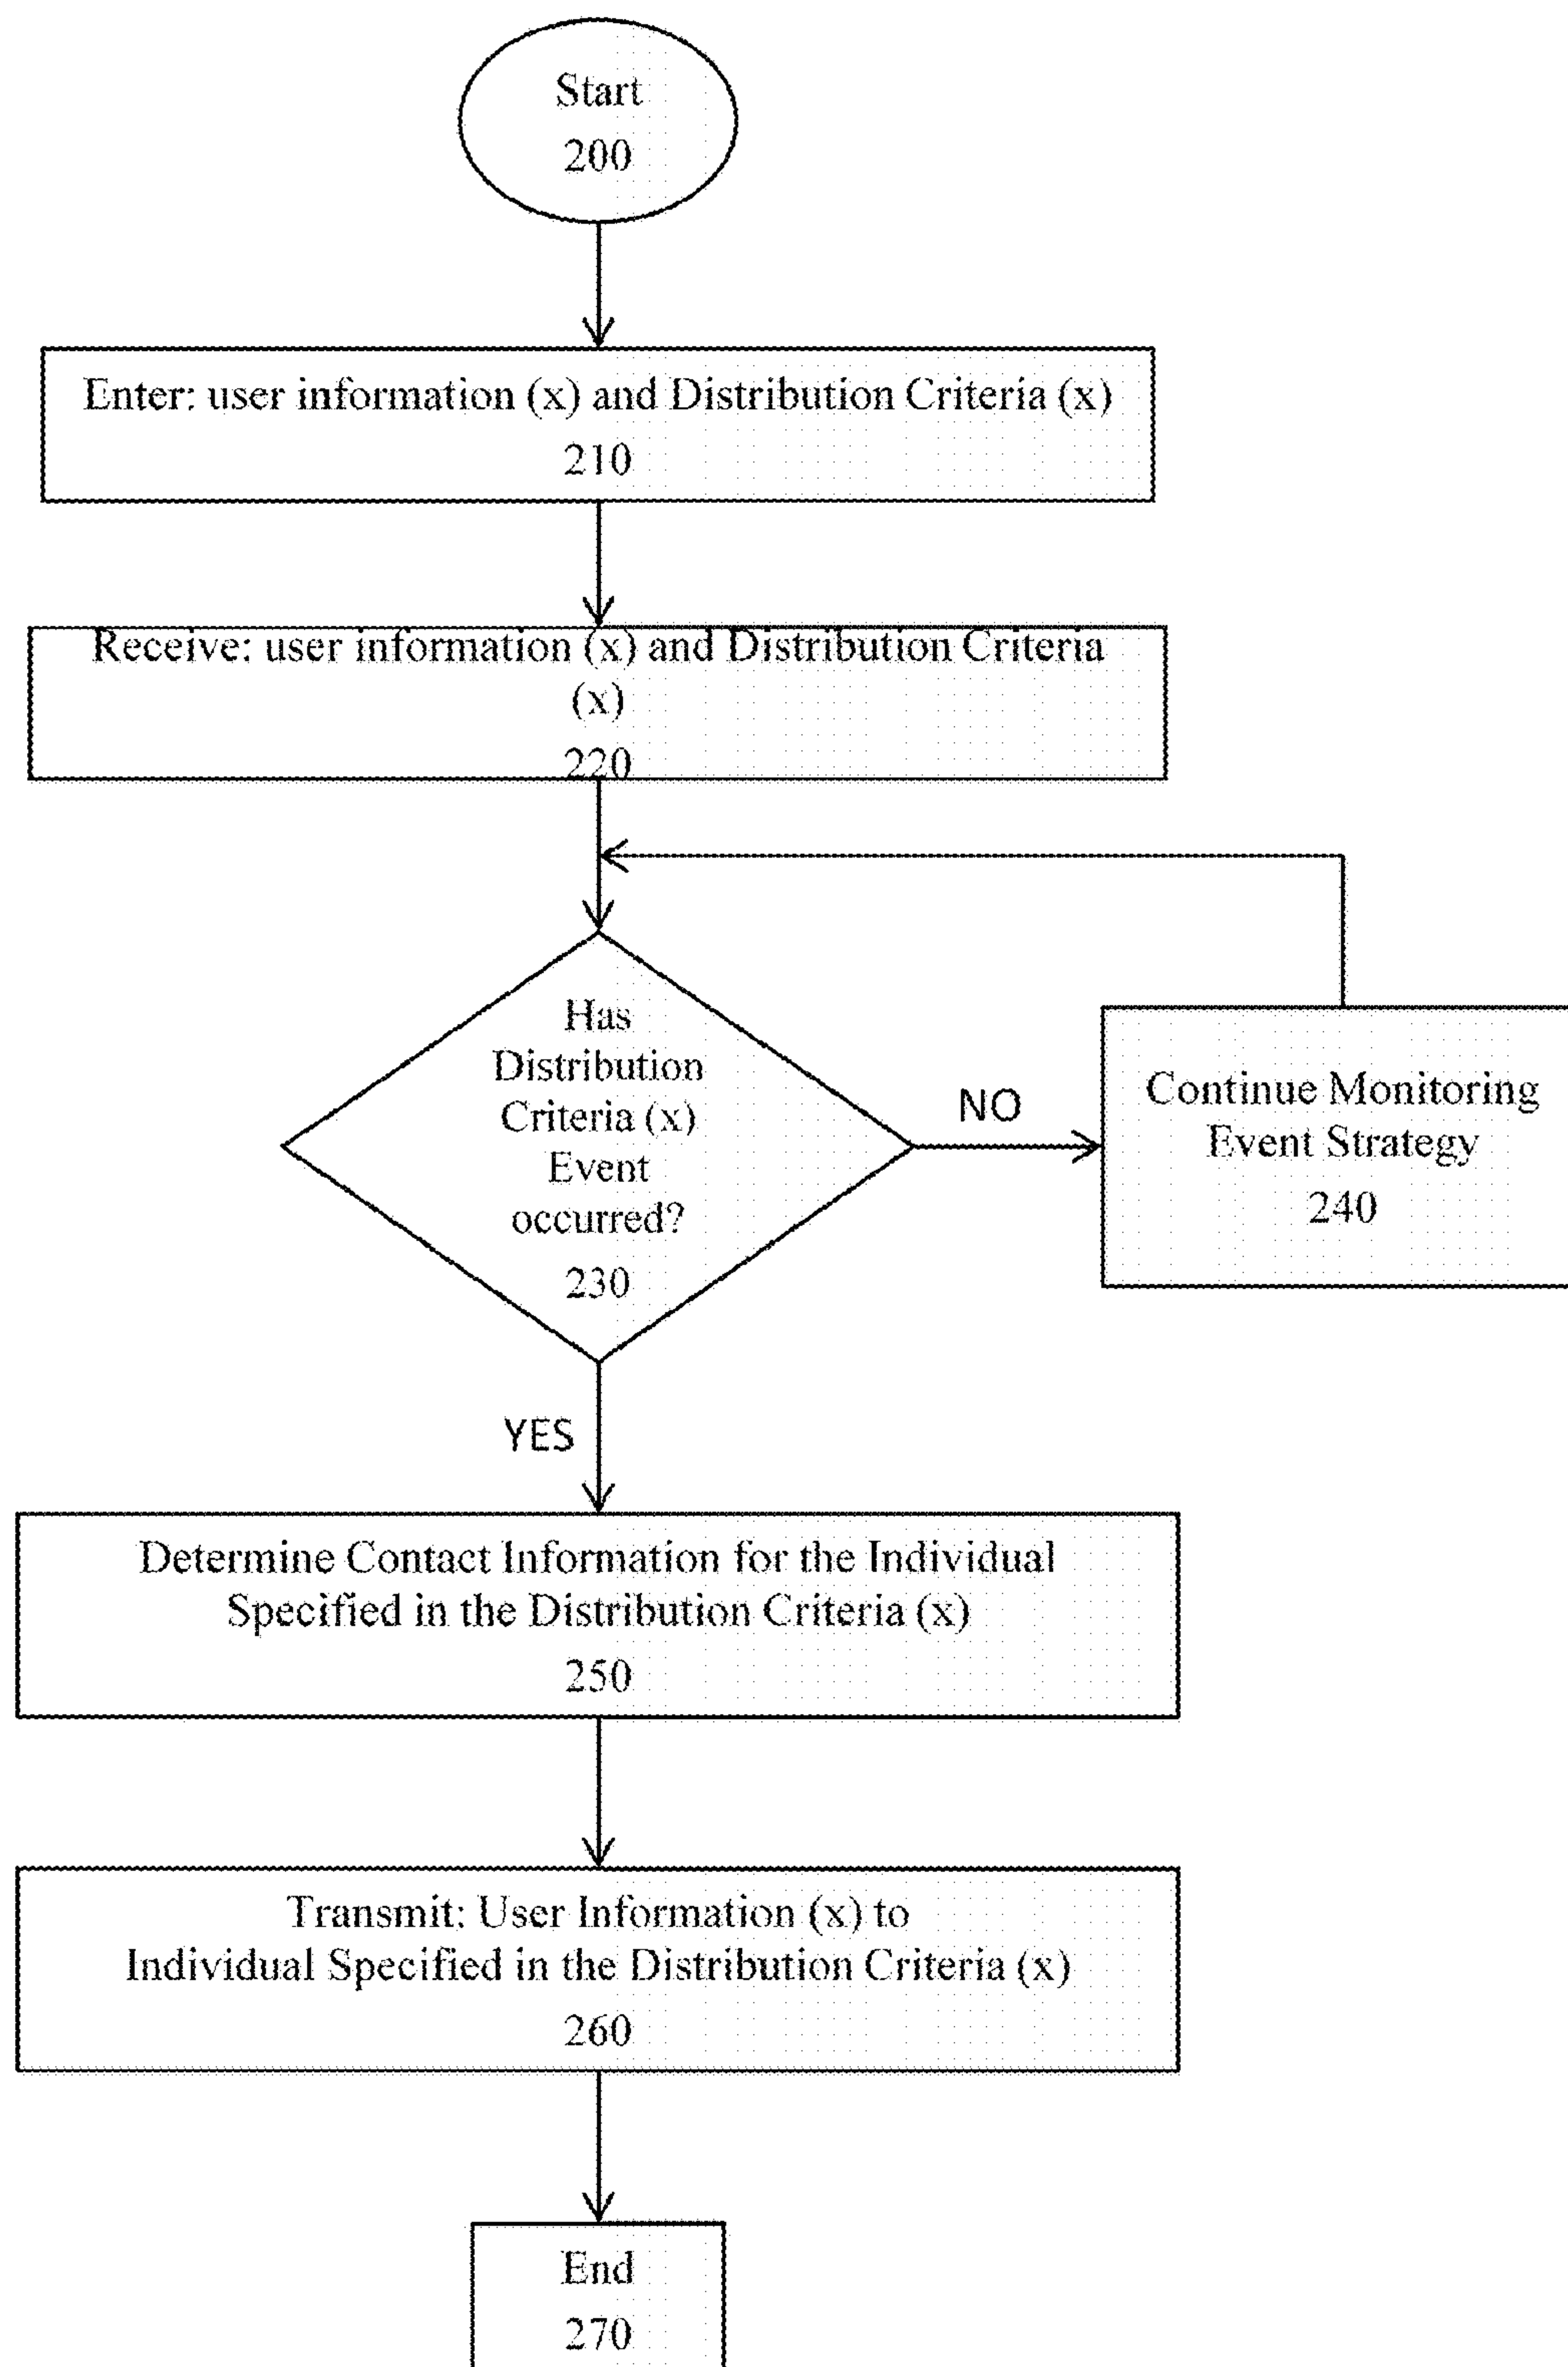 Start
200
Enter: user information (x) and Distribution Criteria (x)
210
Receive: user information (x) and Distribution Criteria
(x)
220
Has
Distribution
Criteria (x)
Event
occurred?
230
NO
Continue Monitoring
Event Strategy
240
YES
Determine Contact Information for the Individual
Specified in the Distribution Criteria (x)
250
Transmit: User Information (x) to
Individual Specified in the Distribution Criteria (x)
260
End
270